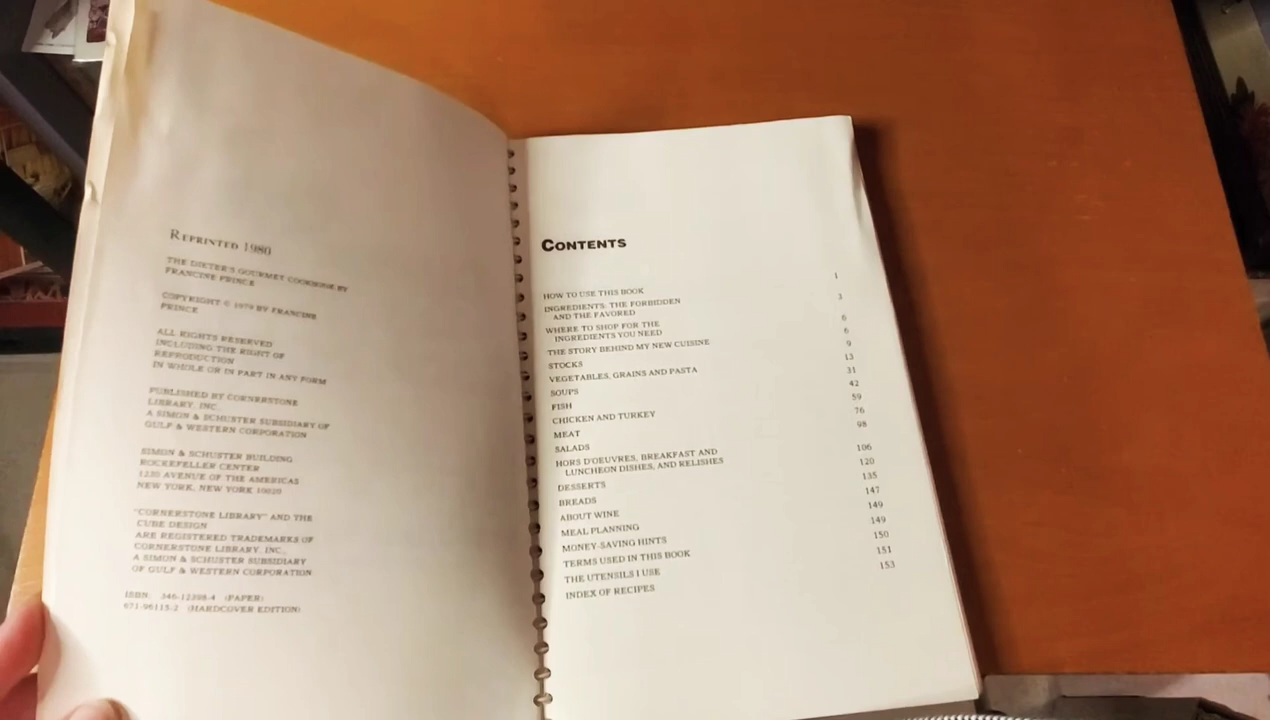 REPRINTED 1980
THE DIETER'S GOURMET COOKBOOK BY
FRANCINE PRINCE
COPYRIGHT © 1979 BY FRANCINE
PRINCE
ALL RIGHTS RESERVED
INCLUDING THE RIGHT OF
REPRODUCTION
IN WHOLE OR IN PART IN ANY FORM
PUBLISHED BY CORNERSTONE
LIBRARY, INC.
A SIMON & SCHUSTER SUBSIDIARY OF
GULF & WESTERN CORPORATION
SIMON & SCHUSTER BUILDING
ROCKEFELLER CENTER
1230 AVENUE OF THE AMERICAS
NEW YORK, NEW YORK 10020
"CORNERSTONE LIBRARY" AND THE
CUBE DESIGN
ARE REGISTERED TRADEMARKS OF
CORNERSTONE LIBRARY, INC.,
A SIMON & SCHUSTER SUBSIDIARY
OF GULF & WESTERN CORPORATION
ISBN: 346-12398-4 (PAPER)
671-96115-2 (HARDCOVER EDITION)
CONTENTS
HOW TO USE THIS BOOK 1
INGREDIENTS: THE FORBIDDEN
AND THE FAVORED 3
WHERE TO SHOP FOR THE
INGREDIENTS YOU NEED 6
THE STORY BEHIND MY NEW CUISINE 6
STOCKS 9
VEGETABLES, GRAINS AND PASTA 13
SOUPS 31
FISH 42
CHICKEN AND TURKEY 59
MEAT 76
SALADS 98
HORS D'OEUVRES, BREAKFAST AND
LUNCHEON DISHES, AND RELISHES 106
DESSERTS 120
BREADS 135
ABOUT WINE 147
MEAL PLANNING 149
MONEY-SAVING HINTS 149
TERMS USED IN THIS BOOK 150
THE UTENSILS I USE 151
INDEX OF RECIPES 153